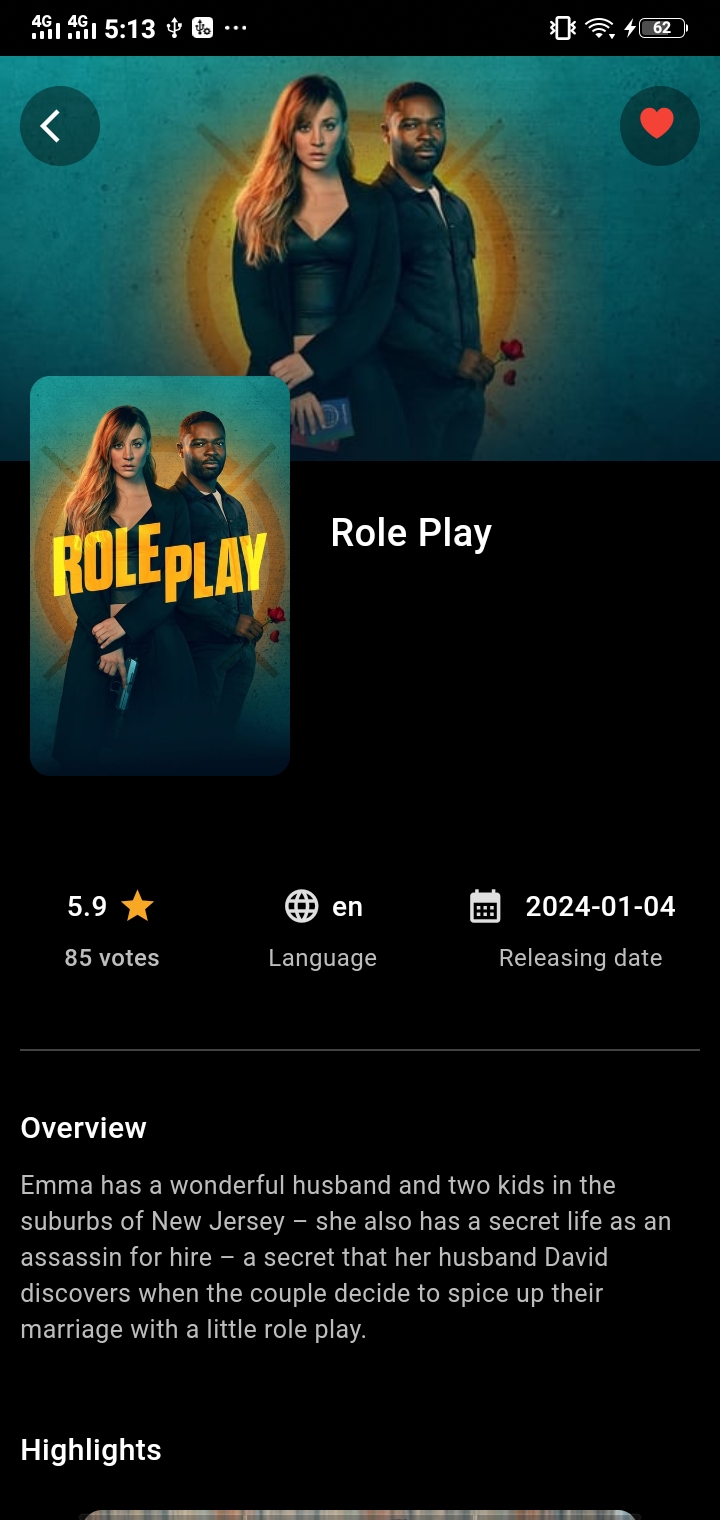 4G 4G 5:13 62
ROLE PLAY
Role Play
5.9 en 2024-01-04
85 votes Language Releasing date
Overview
Emma has a wonderful husband and two kids in the
suburbs of New Jersey – she also has a secret life as an
assassin for hire – a secret that her husband David
discovers when the couple decide to spice up their
marriage with a little role play.
Highlights